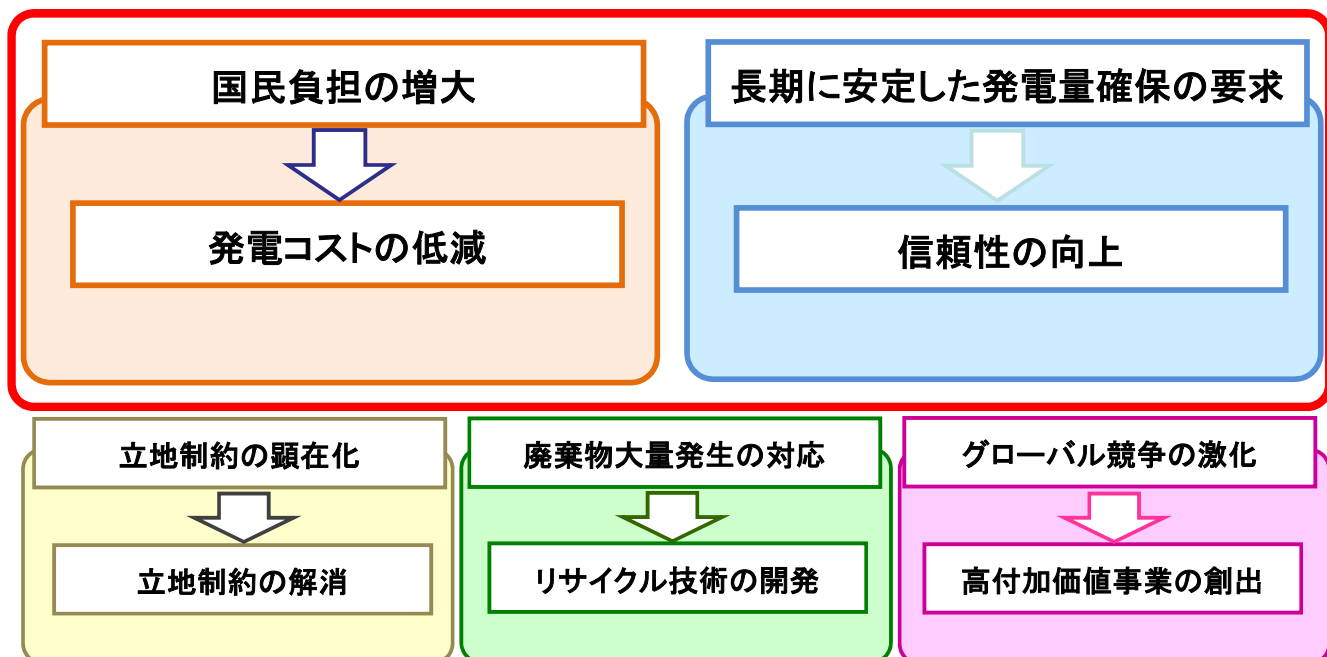 国民負担の増大
長期に安定した発電量確保の要求
発電コストの低減
信頼性の向上
立地制約の顕在化
廃棄物大量発生の対応
グローバル競争の激化
立地制約の解消
リサイクル技術の開発
高付加価値事業の創出